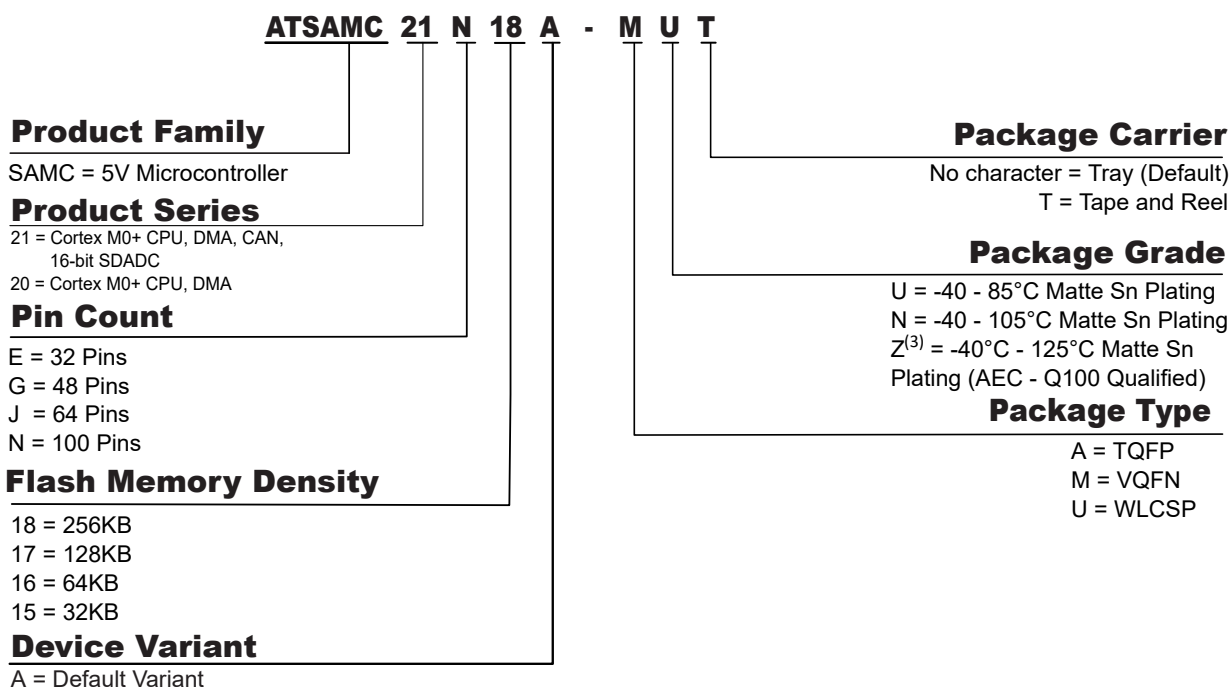 ATSAMC 21 N 18 A - M U T
Product Family
SAMC = 5V Microcontroller
Product Series
21 = Cortex M0+ CPU, DMA, CAN,
16-bit SDADC
20 = Cortex M0+ CPU, DMA
Pin Count
E = 32 Pins
G = 48 Pins
J = 64 Pins
N = 100 Pins
Flash Memory Density
18 = 256KB
17 = 128KB
16 = 64KB
15 = 32KB
Device Variant
A = Default Variant
Package Carrier
No character = Tray (Default)
T = Tape and Reel
Package Grade
U = -40 - 85°C Matte Sn Plating
N = -40 - 105°C Matte Sn Plating
Z(3) = -40°C - 125°C Matte Sn
Plating (AEC - Q100 Qualified)
Package Type
A = TQFP
M = VQFN
U = WLCSP